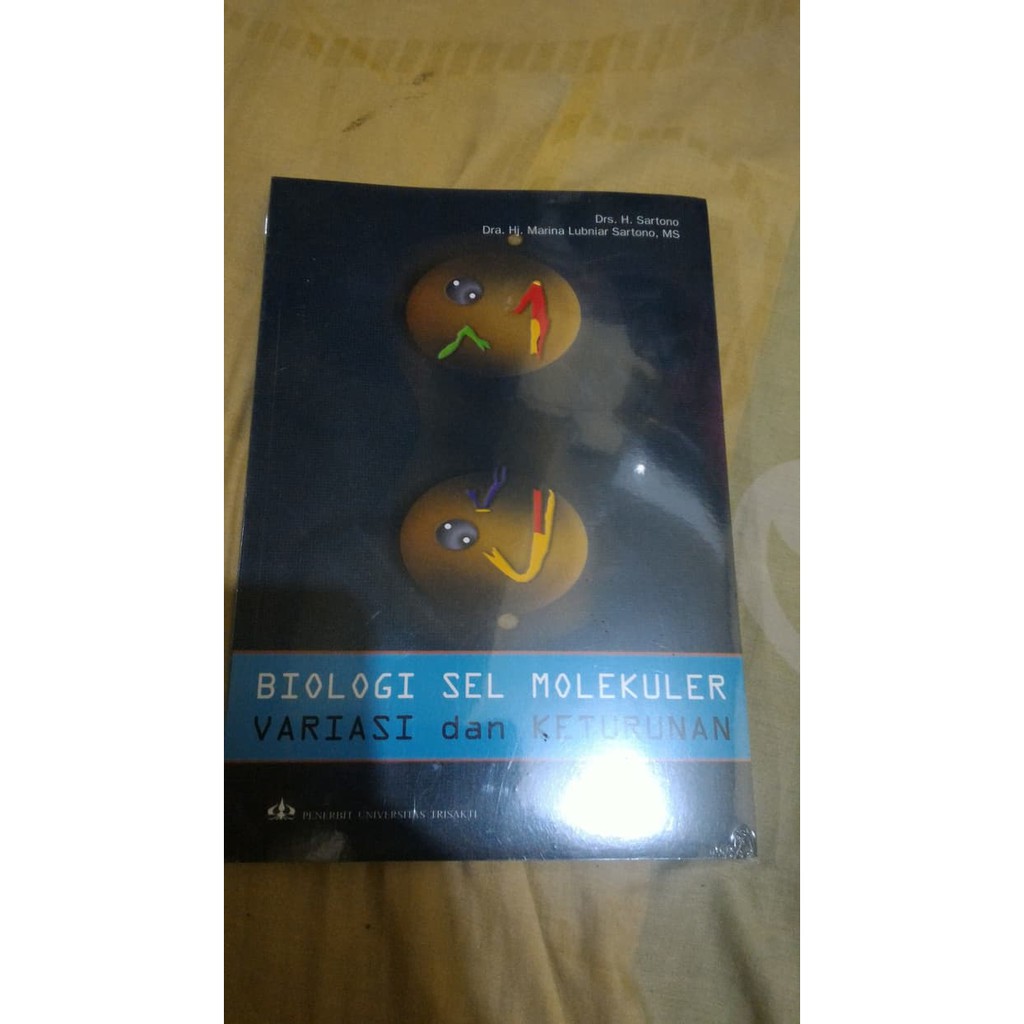 Drs. H. Sartono
Dra. Hj. Marina Lubniar Sartono, MS
BIOLOGI SEL MOLEKULER
VARIASI dan KETURUNAN
PENERBIT UNIVERSITAS TRISAKTI